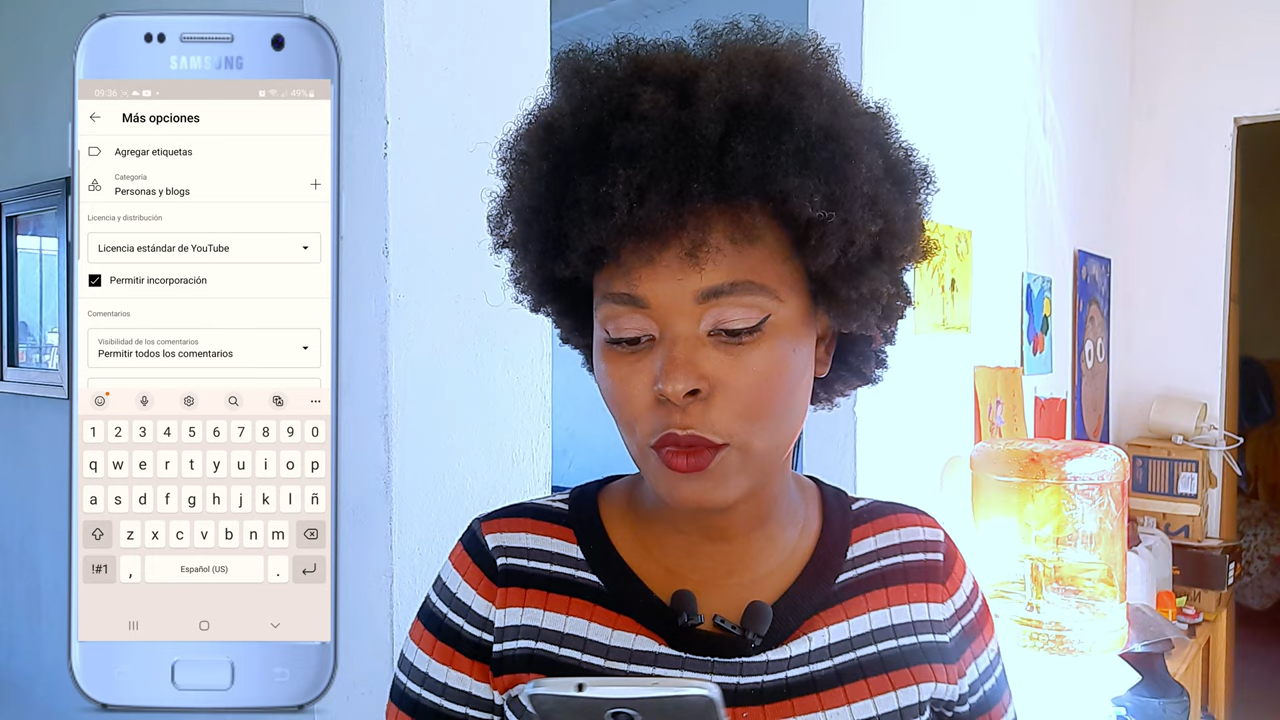 SAMSUNG
09:36
49%
Más opciones
Agregar etiquetas
Categoría
Personas y blogs
Licencia y distribución
Licencia estándar de YouTube
Permitir incorporación
Comentarios
Visibilidad de los comentarios
Permitir todos los comentarios
1 2 3 4 5 6 7 8 9 0
q w e r t y u i o p
a s d f g h j k l ñ
z x c v b n m
!#1 , Español (US) .